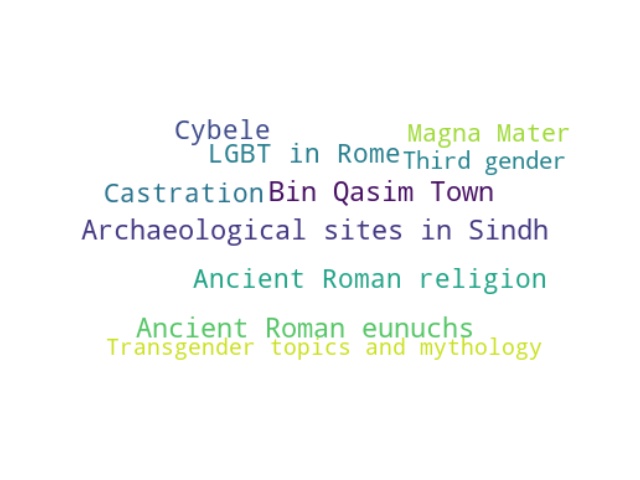 Cybele
Magna Mater
LGBT in Rome
Third gender
Castration
Bin Qasim Town
Archaeological sites in Sindh
Ancient Roman religion
Ancient Roman eunuchs
Transgender topics and mythology